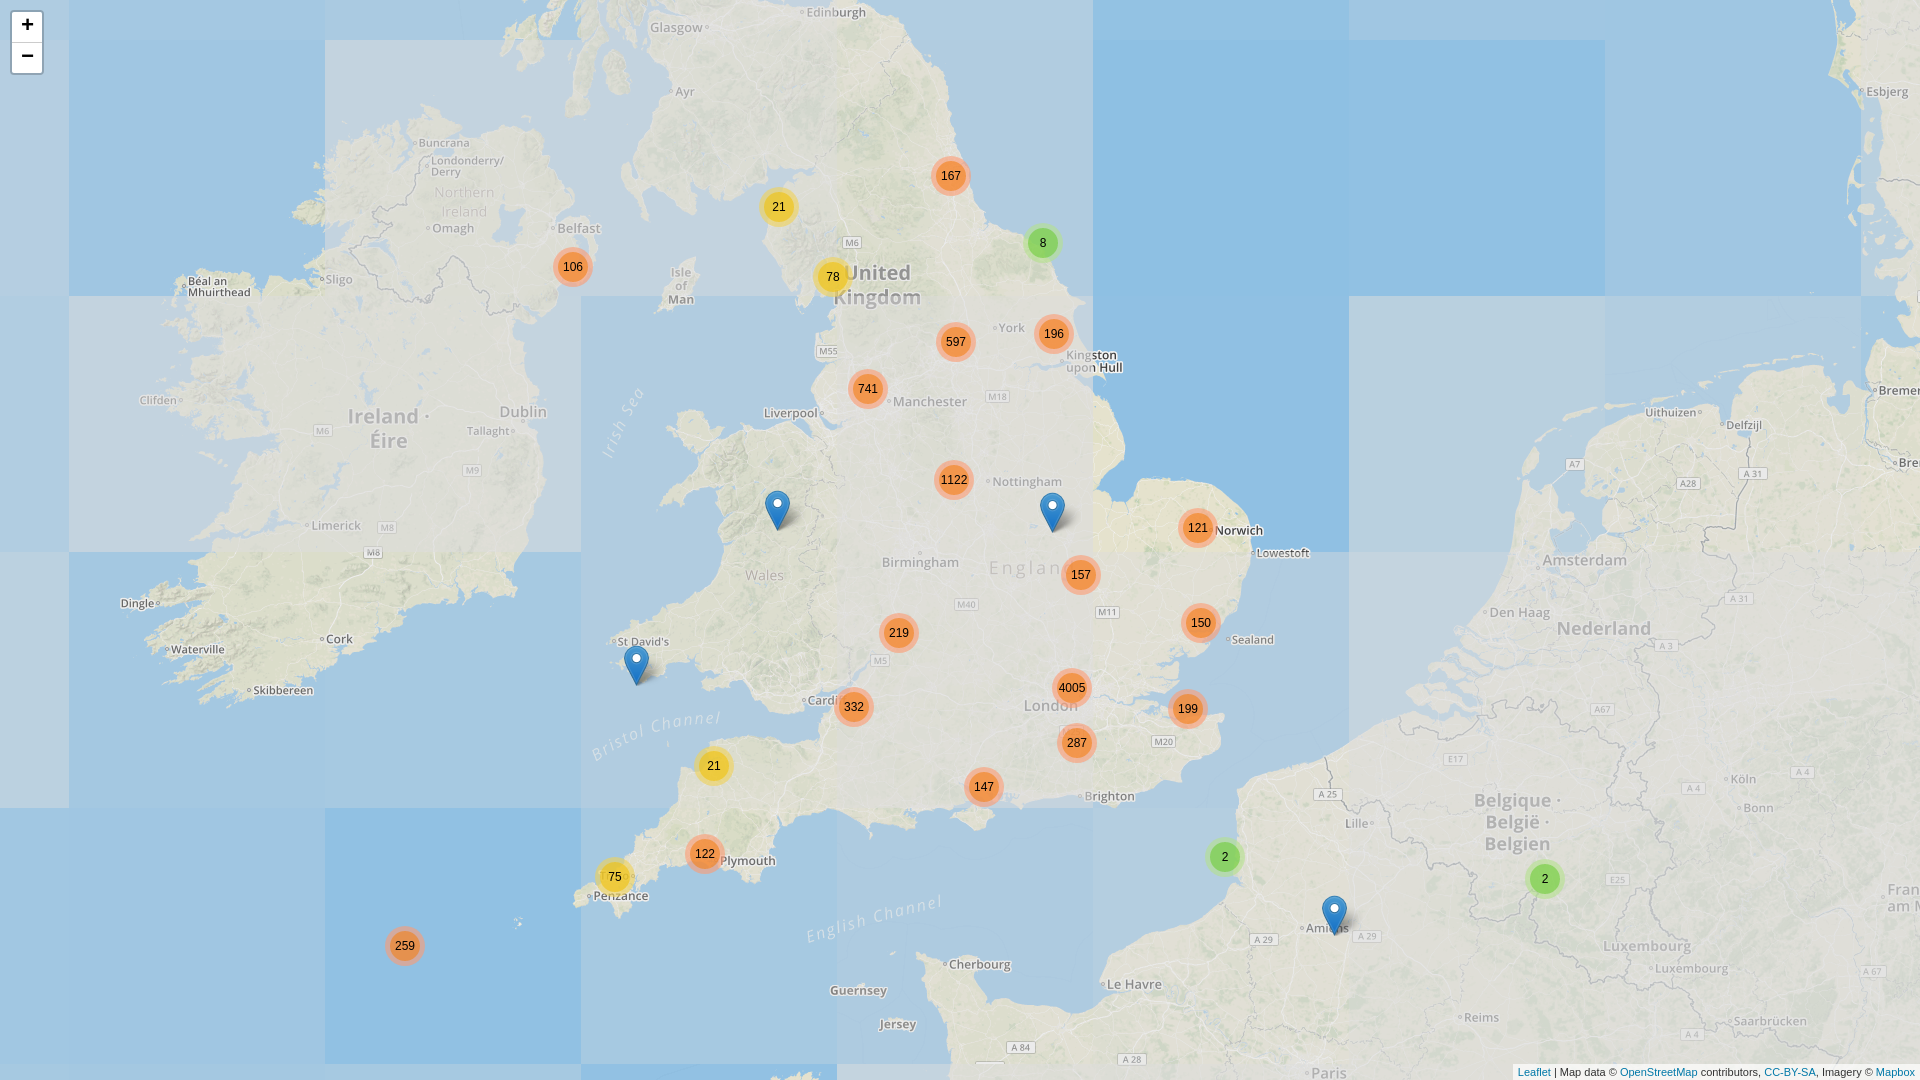 +
−
Edinburgh
Glasgow
Ayr
Esbjerg
Buncrana
Londonderry/
Derry
167
Northern
Ireland
21
Omagh
Belfast
M6
8
106
Isle
of
Man
78
United
Kingdom
Sligo
Béal an
Mhuirthead
York
196
597
M55
Kingston
upon Hull
741
Clifden
Manchester
M18
Bremer
Liverpool
Dublin
Ireland ·
Éire
M6
Tallaght
Irish Sea
Uithuizen
Delfzijl
M9
A7
A 31
A28
Bre
1122
Nottingham
Limerick
M8
121
Norwich
M8
Lowestoft
Birmingham
England
157
Amsterdam
Wales
Dingle
M40
M11
A 31
Den Haag
150
Nederland
219
Sealand
Cork
St David's
Waterville
M5
A 3
Skibbereen
4005
Cardiff
332
London
199
A67
Bristol Channel
287
M20
E17
21
147
Köln
A 4
Brighton
A 25
A 4
Bonn
Belgique ·
België ·
Belgien
Lille
122
Plymouth
2
75
Penzance
2
E25
Fran
am M
English Channel
259
Amiens
A 29
A 29
Luxembourg
Cherbourg
Luxembourg
A 67
Le Havre
Guernsey
Reims
Saarbrücken
Jersey
A 4
A 84
A 28
Paris
Leaflet | Map data © OpenStreetMap contributors, CC-BY-SA, Imagery © Mapbox